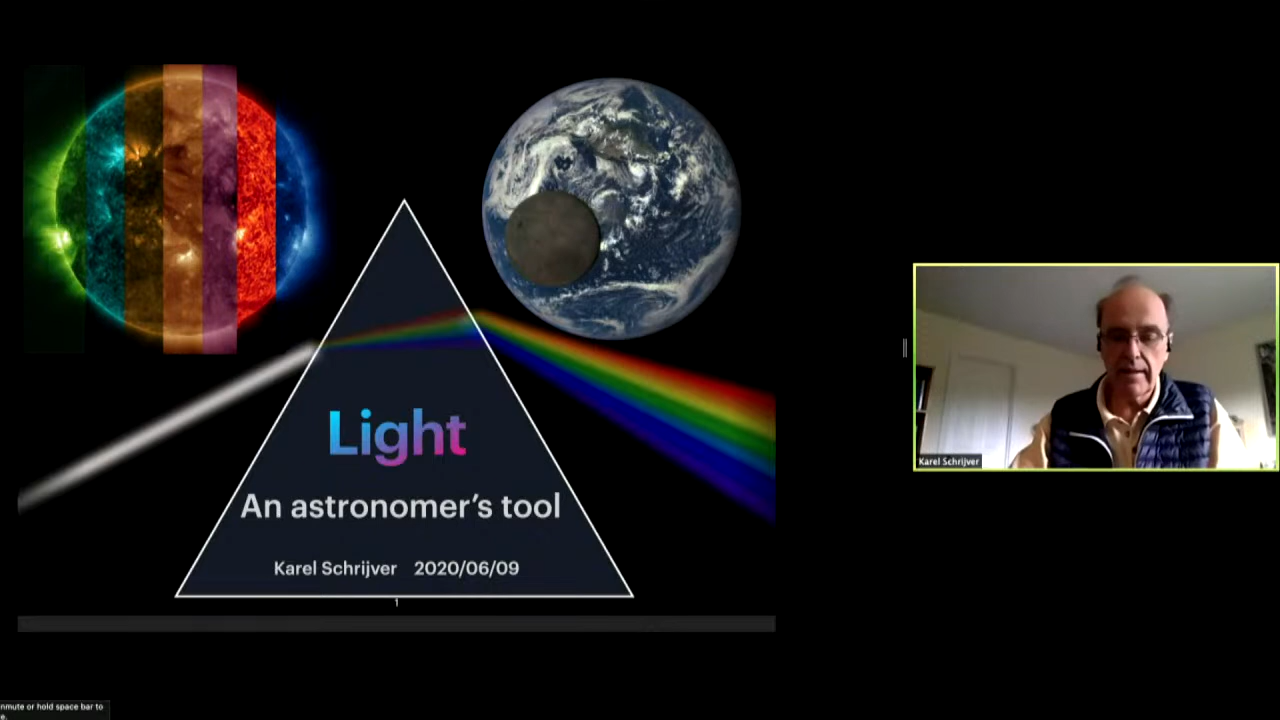 Light
An astronomer's tool
Karel Schrijver 2020/06/09
1
Karel Schrijver
nmute or hold space bar to
e.